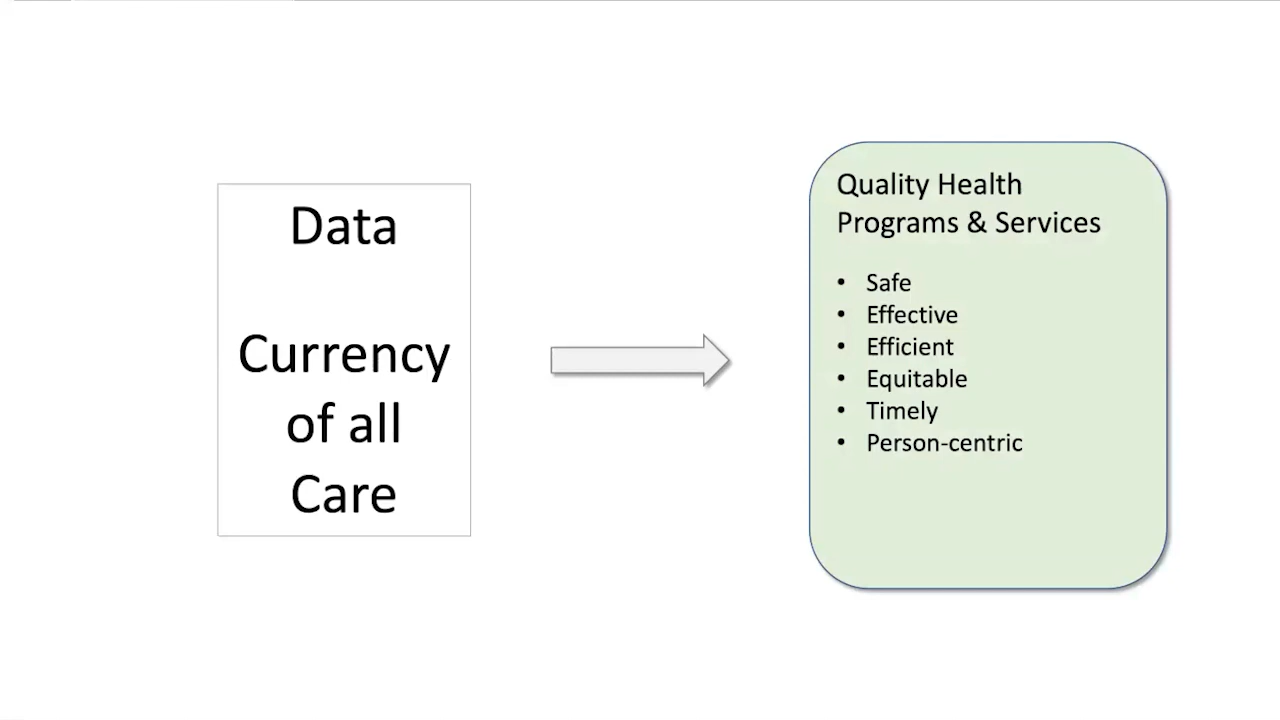 Data
Currency
of all
Care
Quality Health
Programs & Services
• Safe
• Effective
• Efficient
• Equitable
• Timely
• Person-centric